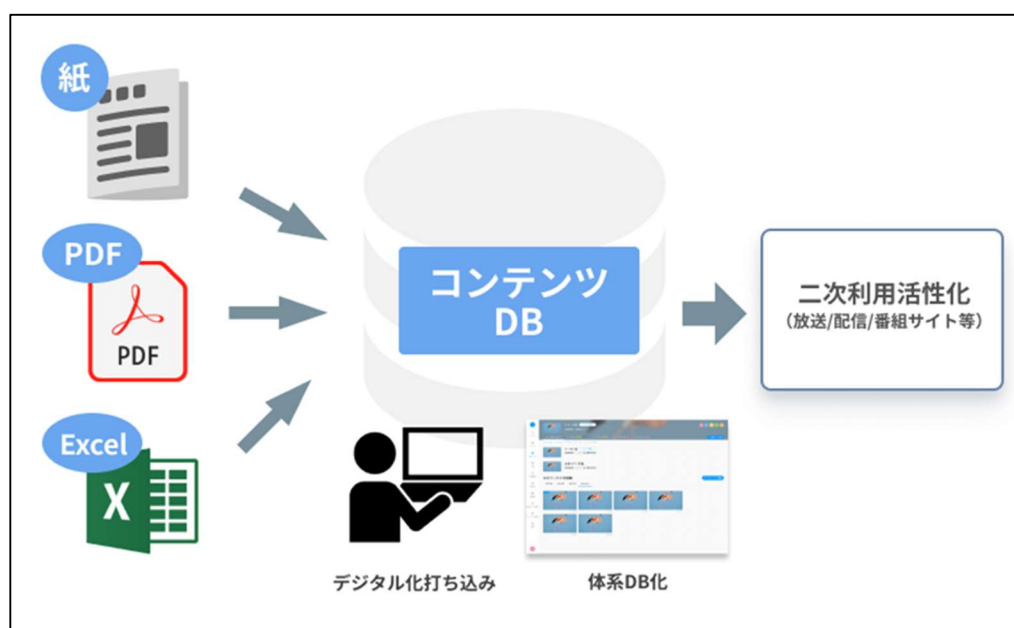 紙
PDF
PDF
Excel
X
コンテンツ
DB
二次利用活性化
（放送/配信/番組サイト等）
デジタル化打ち込み
体系DB化